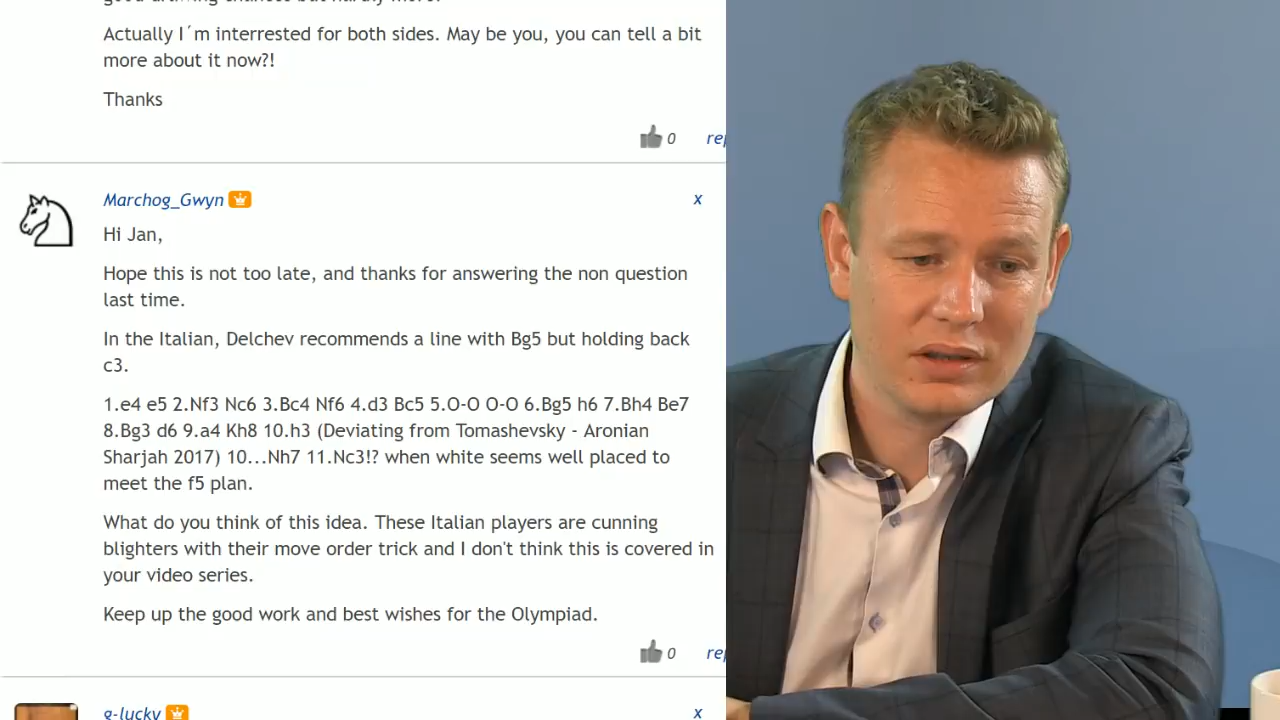 Actually I´m interrested for both sides. May be you, you can tell a bit
more about it now?!
Thanks
0
Marchog_Gwyn
x
Hi Jan,
Hope this is not too late, and thanks for answering the non question
last time.
In the Italian, Delchev recommends a line with Bg5 but holding back
c3.
1.e4 e5 2.Nf3 Nc6 3.Bc4 Nf6 4.d3 Bc5 5.O-O O-O 6.Bg5 h6 7.Bh4 Be7
8.Bg3 d6 9.a4 Kh8 10.h3 (Deviating from Tomashevsky - Aronian
Sharjah 2017) 10...Nh7 11.Nc3!? when white seems well placed to
meet the f5 plan.
What do you think of this idea. These Italian players are cunning
blighters with their move order trick and I don't think this is covered in
your video series.
Keep up the good work and best wishes for the Olympiad.
0
g-lucky
x